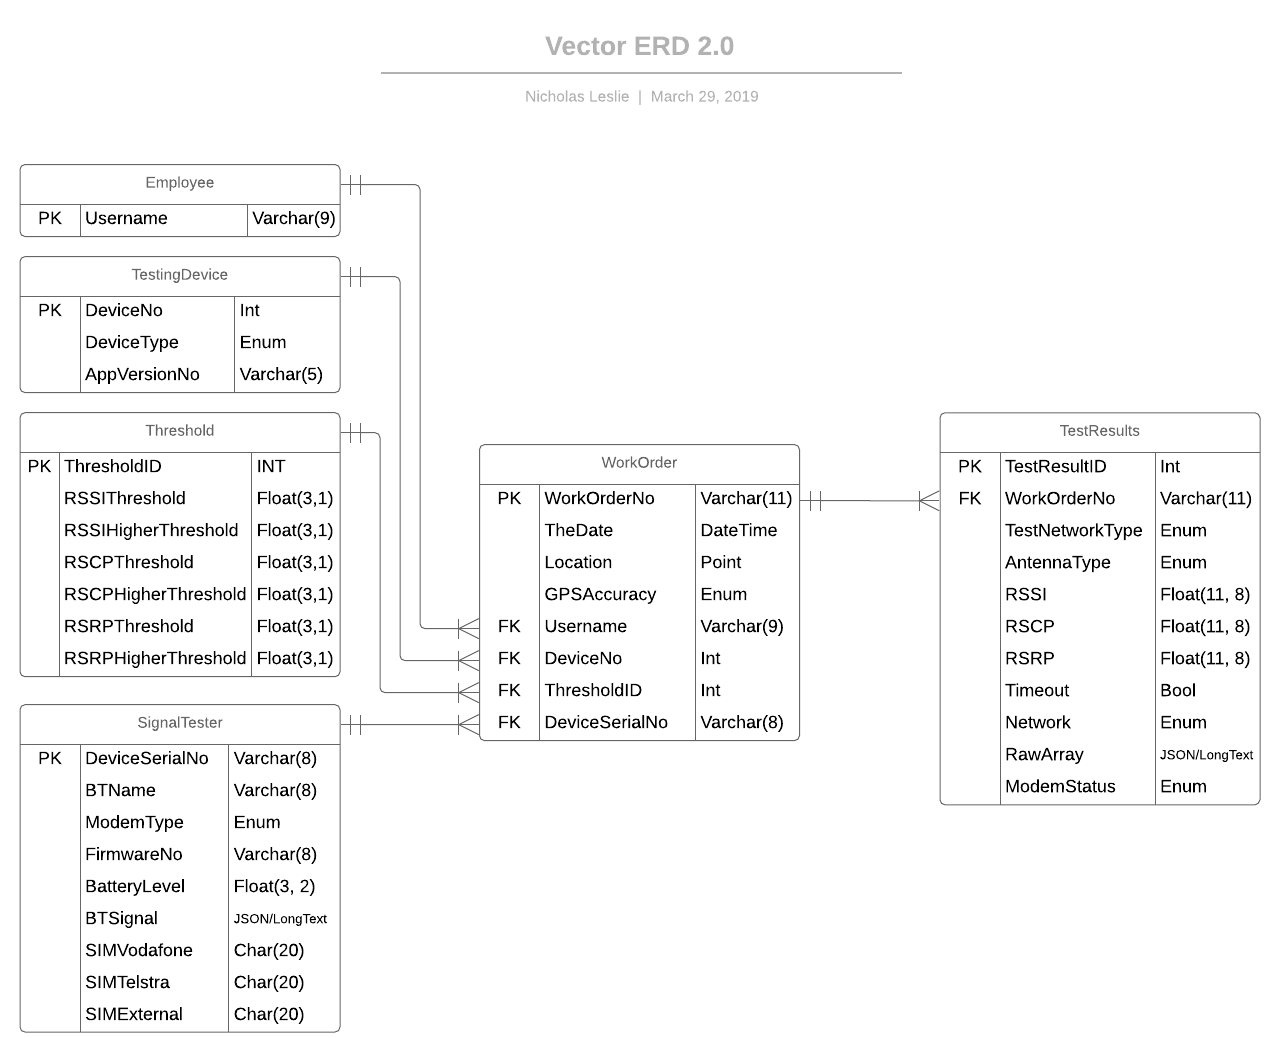 Vector ERD 2.0
Nicholas Leslie | March 29, 2019
Employee
PK Username Varchar(9)
TestingDevice
PK DeviceNo Int
DeviceType Enum
AppVersionNo Varchar(5)
Threshold
PK ThresholdID INT
RSSIThreshold Float(3,1)
RSSIHigherThreshold Float(3,1)
RSCPThreshold Float(3,1)
RSCPHigherThreshold Float(3,1)
RSRPThreshold Float(3,1)
RSRPHigherThreshold Float(3,1)
SignalTester
PK DeviceSerialNo Varchar(8)
BTName Varchar(8)
ModemType Enum
FirmwareNo Varchar(8)
BatteryLevel Float(3, 2)
BTSignal JSON/LongText
SIMVodafone Char(20)
SIMTelstra Char(20)
SIMExternal Char(20)
WorkOrder
PK WorkOrderNo Varchar(11)
TheDate DateTime
Location Point
GPSAccuracy Enum
FK Username Varchar(9)
FK DeviceNo Int
FK ThresholdID Int
FK DeviceSerialNo Varchar(8)
TestResults
PK TestResultID Int
FK WorkOrderNo Varchar(11)
TestNetworkType Enum
AntennaType Enum
RSSI Float(11, 8)
RSCP Float(11, 8)
RSRP Float(11, 8)
Timeout Bool
Network Enum
RawArray JSON/LongText
ModemStatus Enum